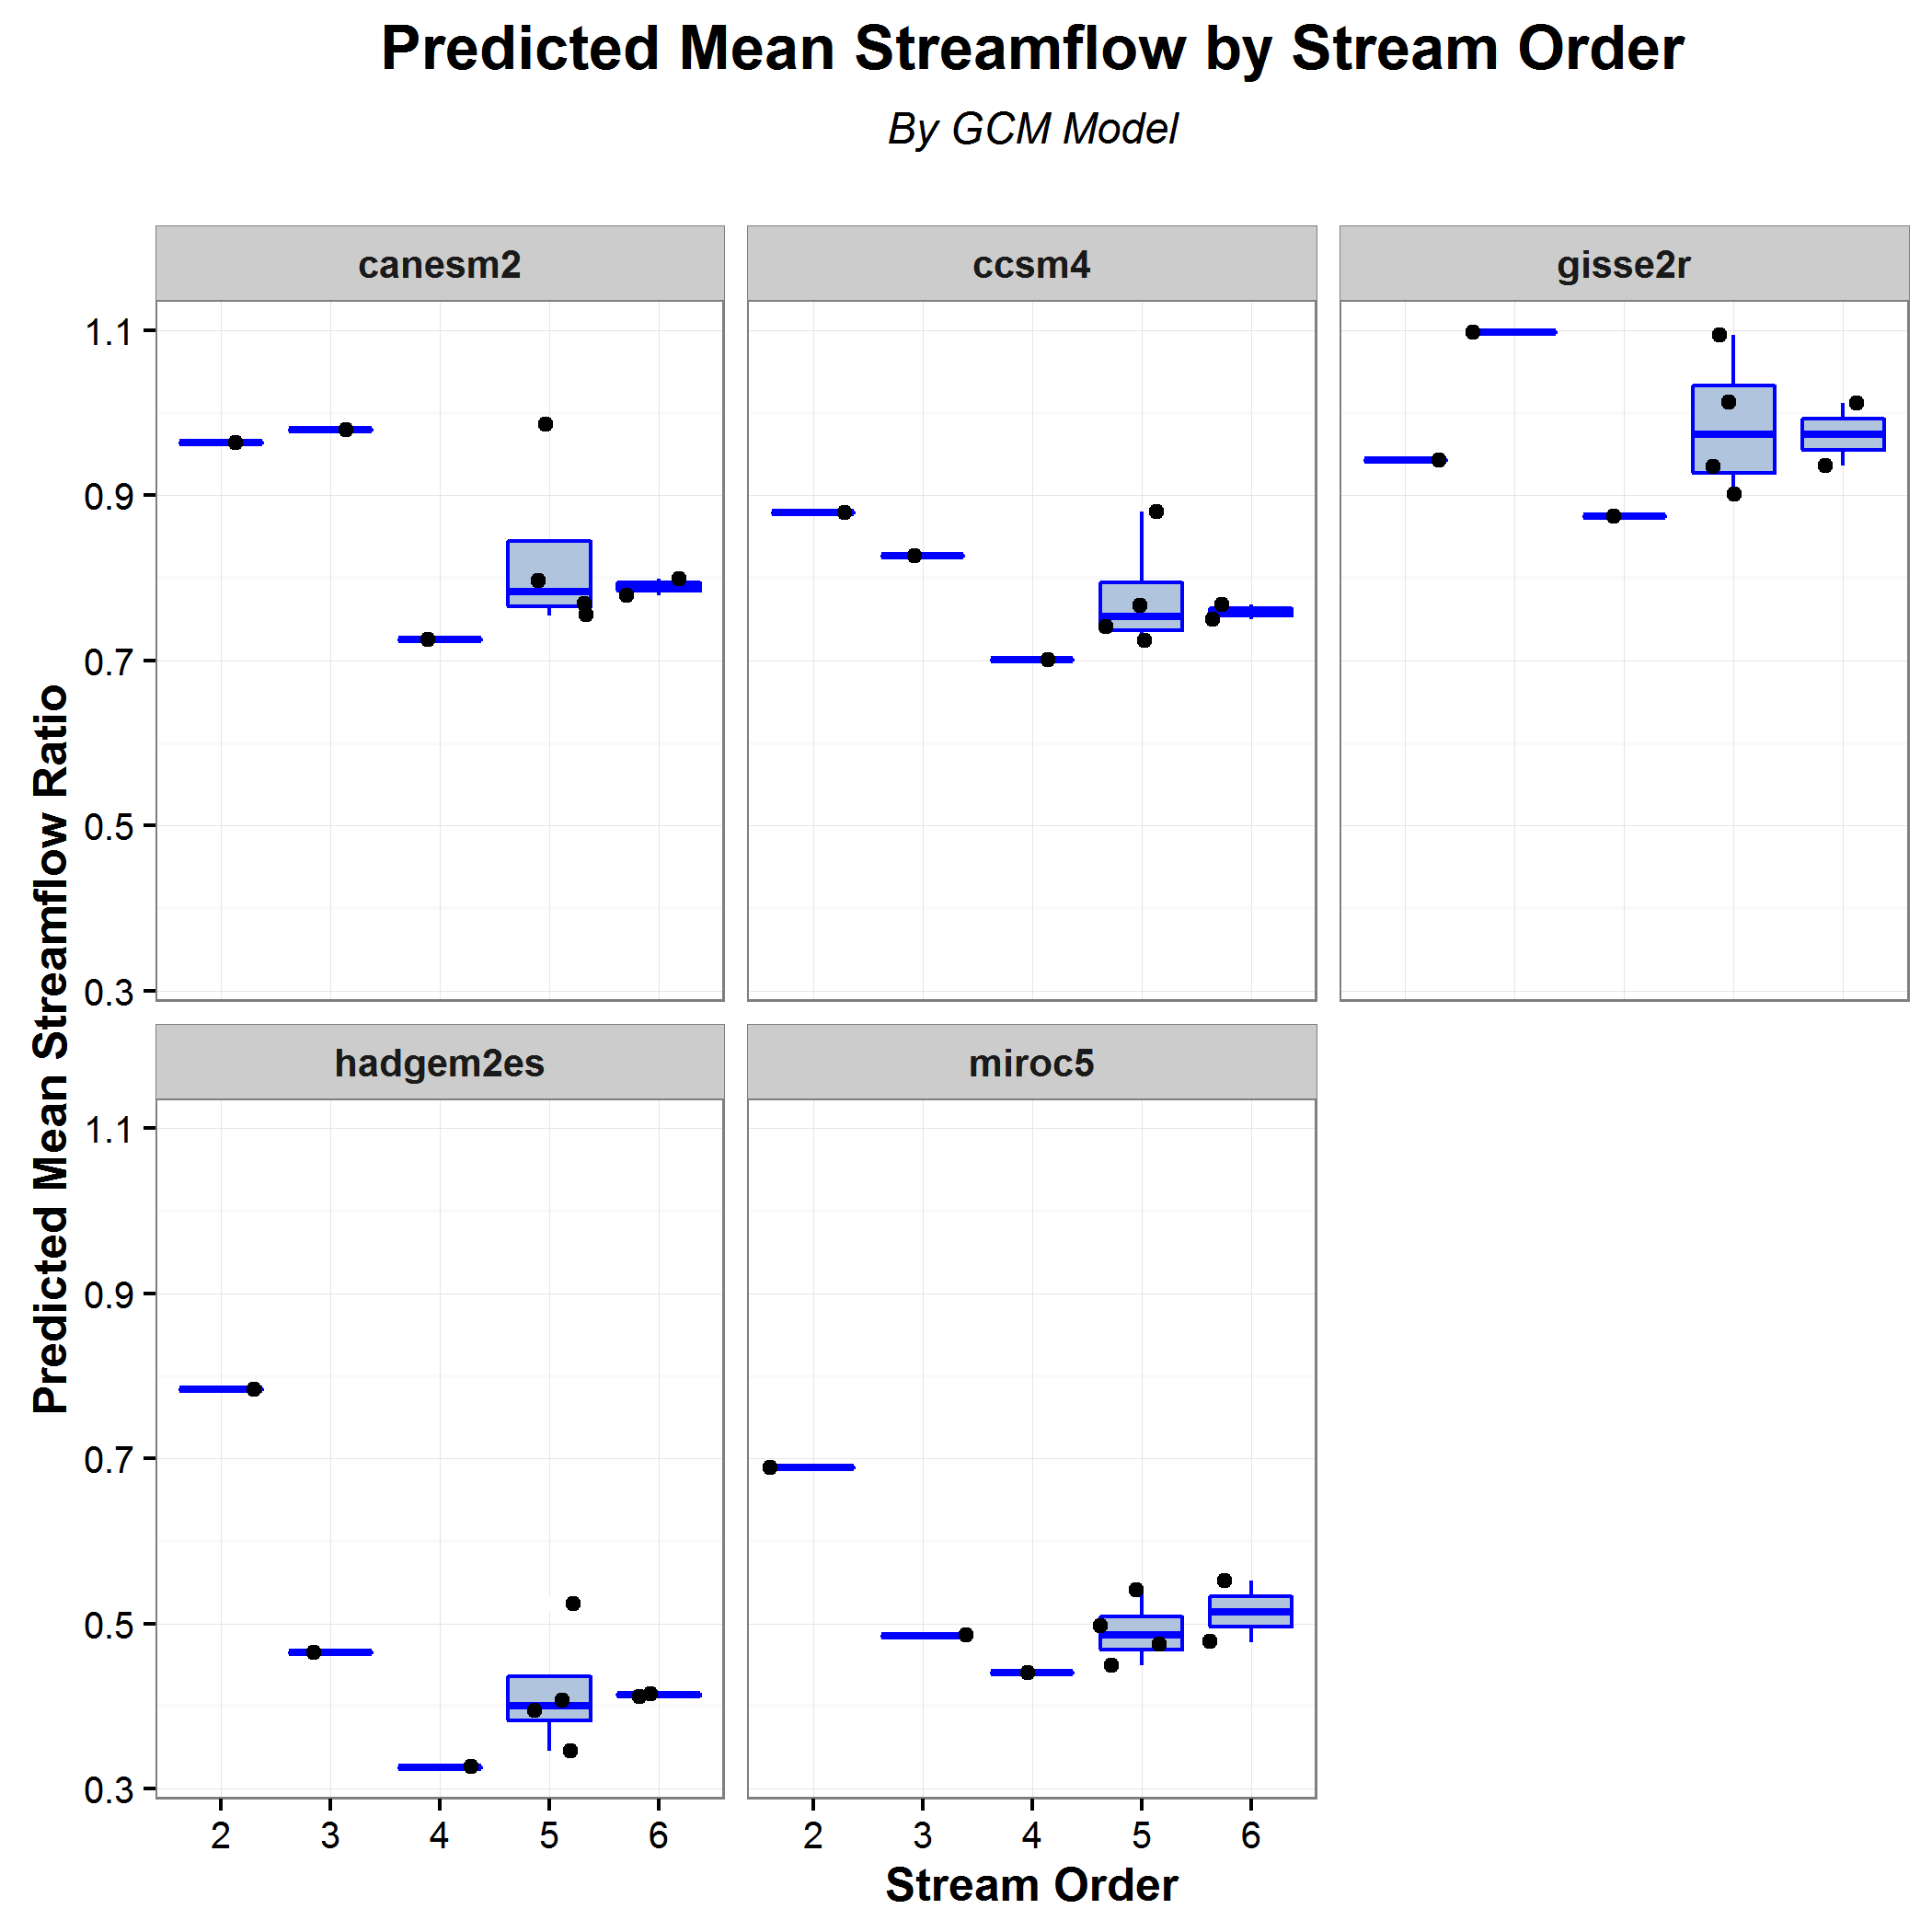 Predicted Mean Streamflow by Stream Order
By GCM Model
canesm2
ccsm4
gisse2r
1.1
0.9
0.7
0.5
0.3
Predicted Mean Streamflow Ratio
hadgem2es
miroc5
1.1
0.9
0.7
0.5
0.3
2 3 4 5 6
2 3 4 5 6
Stream Order